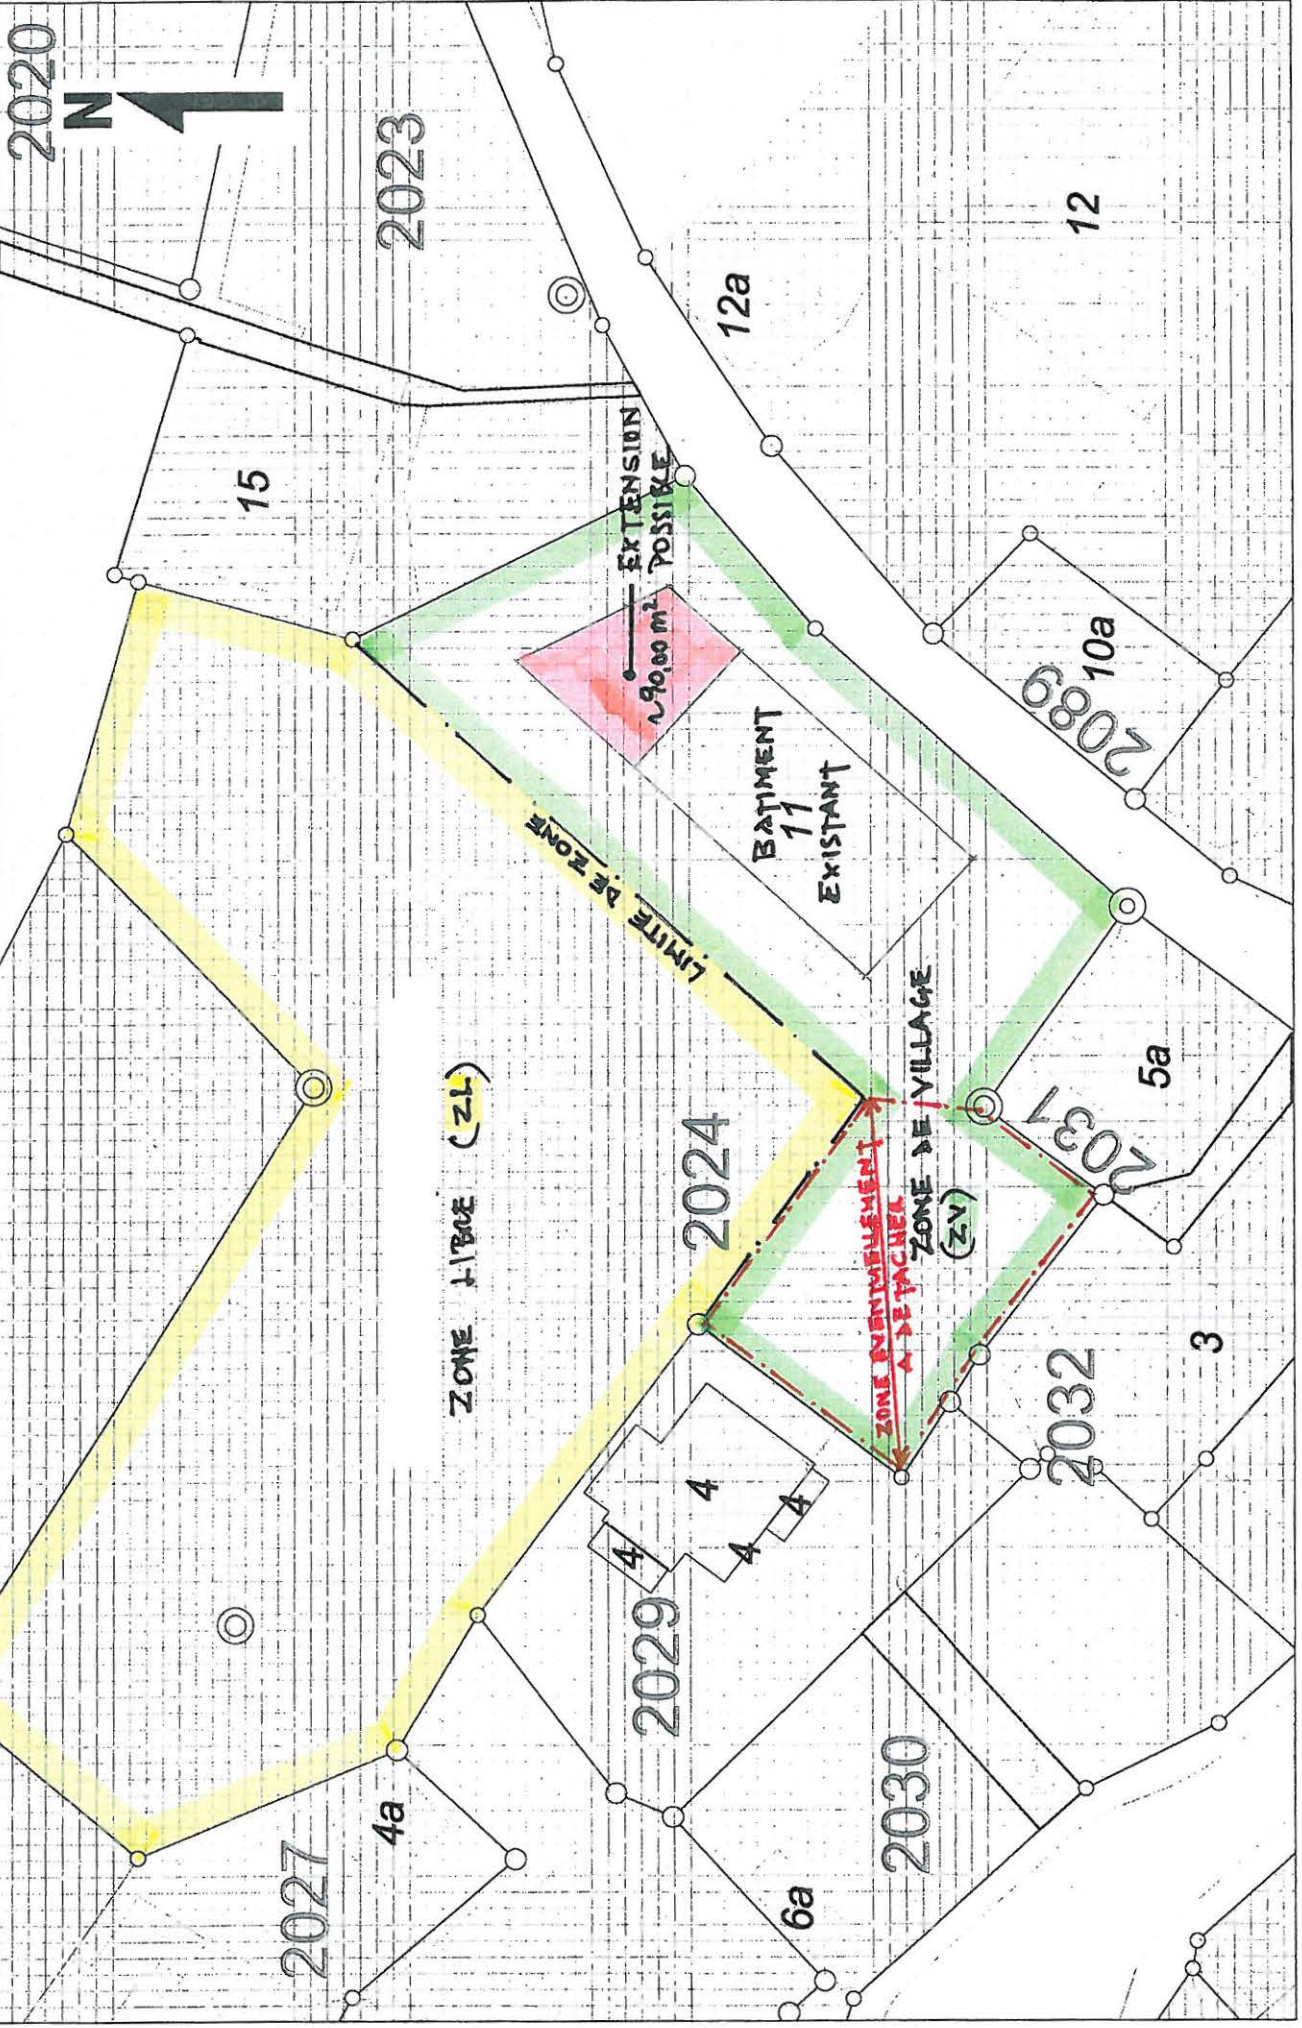 2020
N
2023
15
12a
12
EXTENSION
~90,00 m² POSSIBLE
BATIMENT
11
EXISTANT
10a
2089
LIMITE DE ZONE
ZONE LIBRE (ZL)
2024
ZONE DE VILLAGE
(ZV)
ZONE EVENTUELLEMENT
A DETACHER
5a
2031
4
4
4
4
2032
3
2029
2030
2027
4a
6a